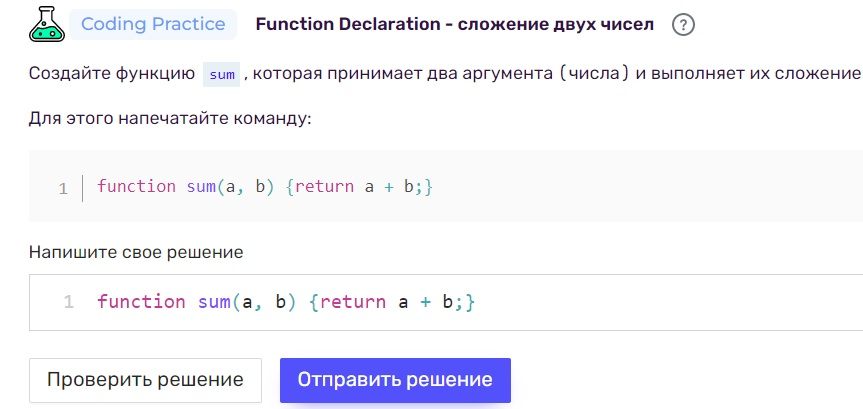 Coding Practice Function Declaration - сложение двух чисел ?
Создайте функцию sum , которая принимает два аргумента (числа) и выполняет их сложение
Для этого напечатайте команду:
1 function sum(a, b) {return a + b;}
Напишите свое решение
1 function sum(a, b) {return a + b;}
Проверить решение Отправить решение